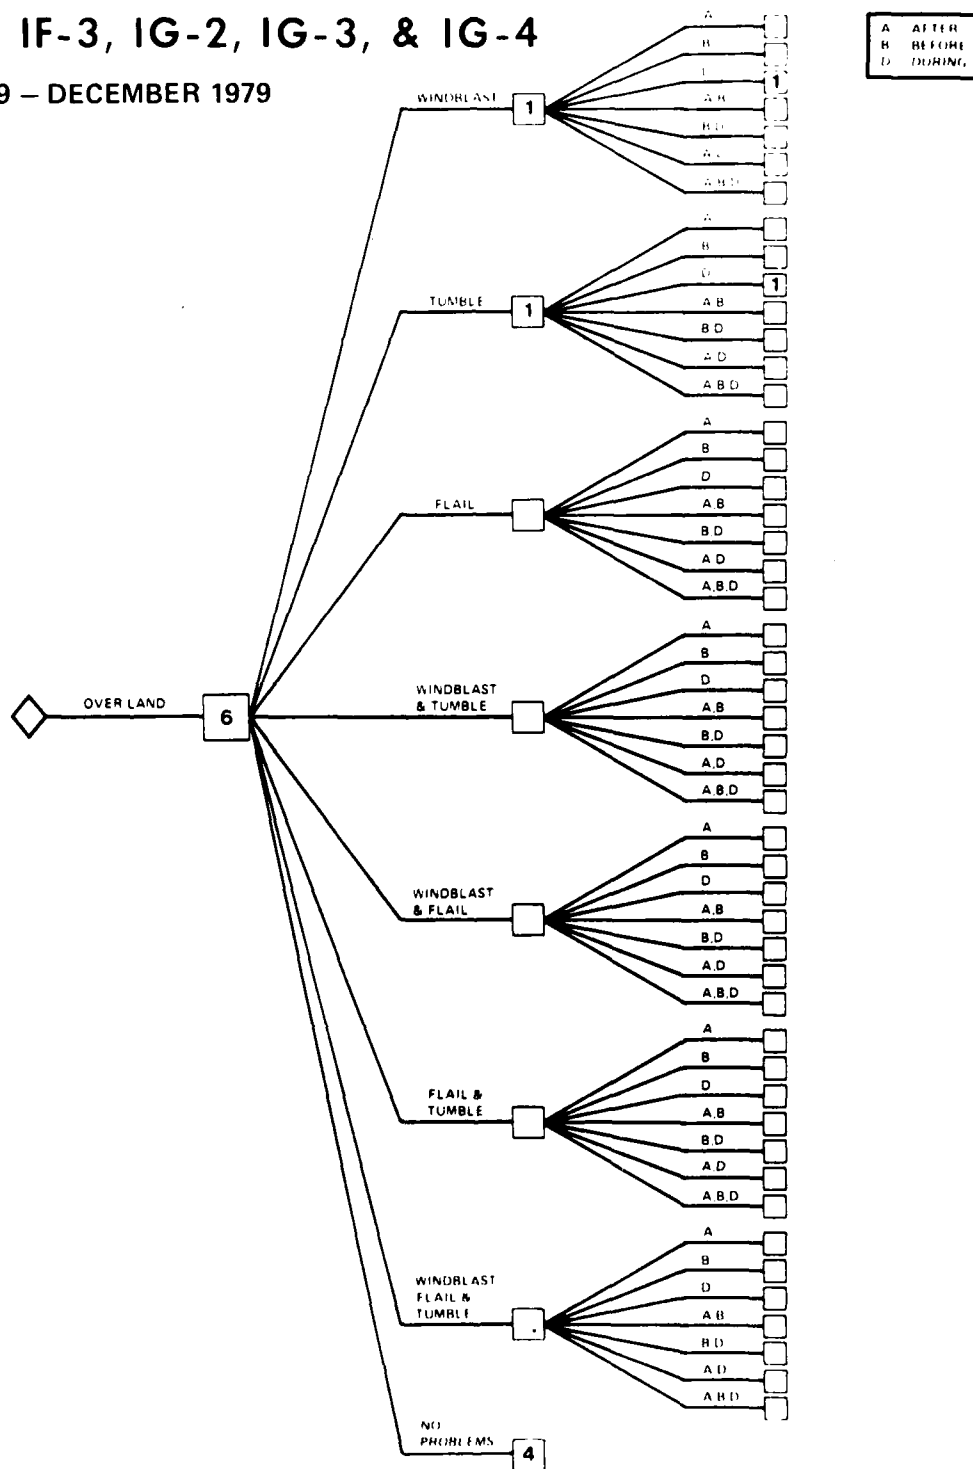 IF-3, IG-2, IG-3, & IG-4
9 – DECEMBER 1979
A AFTER
B BEFORE
D DURING
OVER LAND
6
WINDBLAST
1
A
B
1
A,B
B,D
A,B,D
TUMBLE
1
A
B
D
1
A,B
B,D
A,D
A,B,D
FLAIL
A
B
D
A,B
B,D
A,D
A,B,D
WINDBLAST
& TUMBLE
A
B
D
A,B
B,D
A,D
A,B,D
WINDBLAST
& FLAIL
A
B
D
A,B
B,D
A,D
A,B,D
FLAIL &
TUMBLE
A
B
D
A,B
B,D
A,D
A,B,D
WINDBLAST
FLAIL &
TUMBLE
A
B
D
A,B
B,D
A,D
A,B,D
NO
PROBLEMS
4